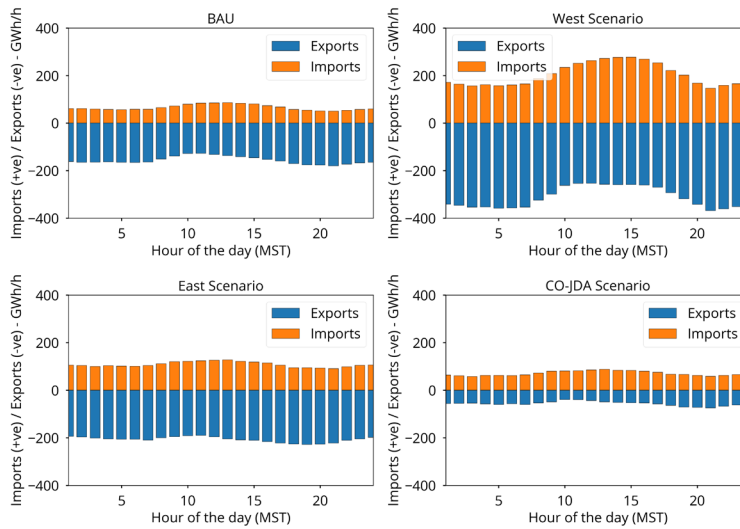 BAU
Imports (+ve) / Exports (-ve) - GWh/h
400
200
0
−200
−400
Exports
Imports
5
10
15
20
Hour of the day (MST)
West Scenario
Imports (+ve) / Exports (-ve) - GWh/h
400
200
0
−200
−400
Exports
Imports
5
10
15
20
Hour of the day (MST)
East Scenario
Imports (+ve) / Exports (-ve) - GWh/h
400
200
0
−200
−400
Exports
Imports
5
10
15
20
Hour of the day (MST)
CO-JDA Scenario
Imports (+ve) / Exports (-ve) - GWh/h
400
200
0
−200
−400
Exports
Imports
5
10
15
20
Hour of the day (MST)